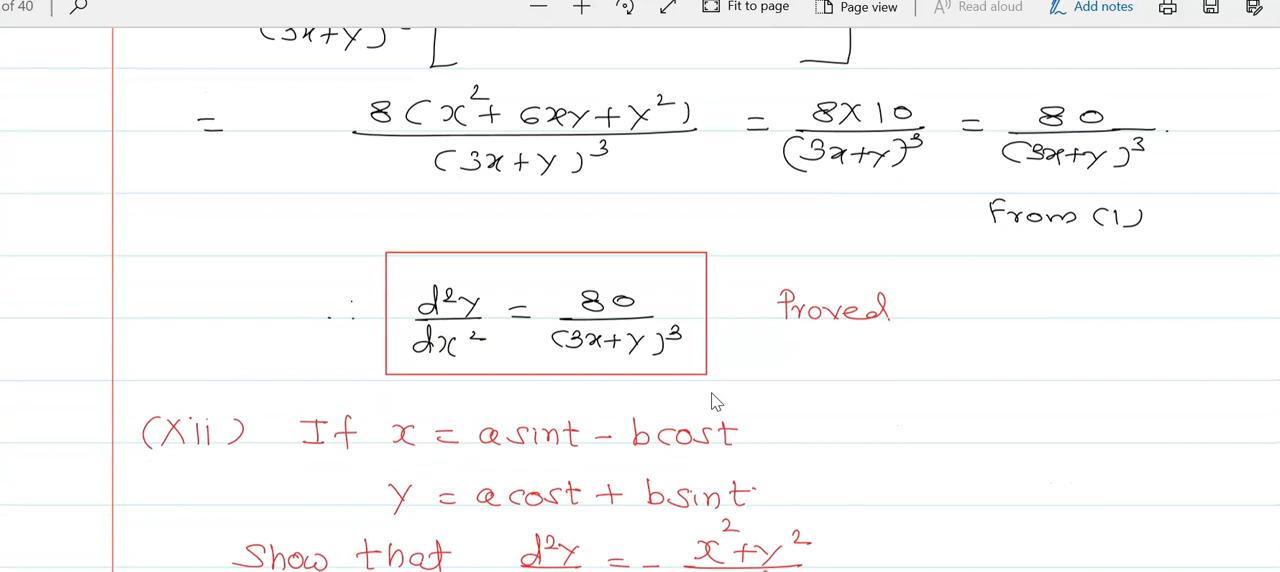 of 40 Fit to page Page view Read aloud Add notes
(3x+y)
= 8(x²+6xy+y²)/(3x+y)³ = 8×10/(3x+y)³ = 80/(3x+y)³.
From (1)
∴ d²y/dx² = 80/(3x+y)³ Proved
(Xii) If x = a sint - b cost
y = a cost + b sint.
Show that d²y = - x²+y²